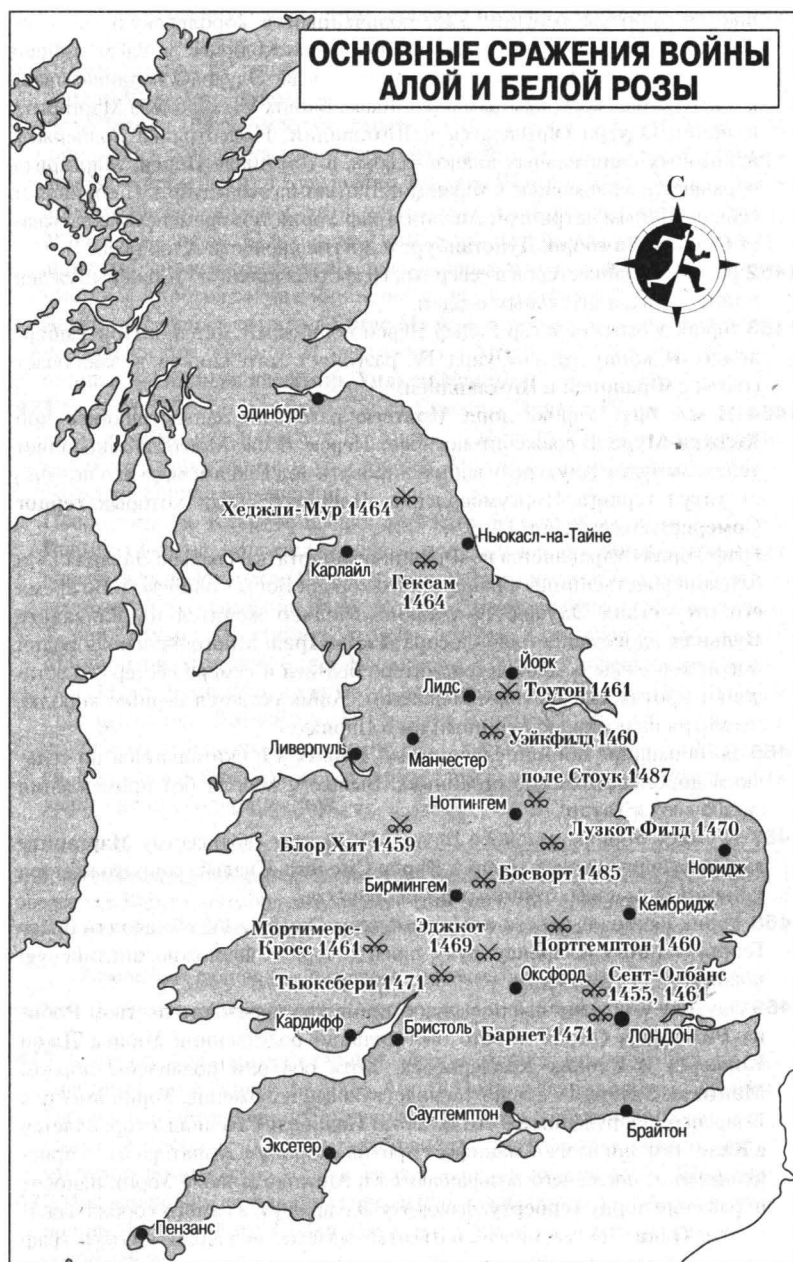 ОСНОВНЫЕ СРАЖЕНИЯ ВОЙНЫ
АЛОЙ И БЕЛОЙ РОЗЫ
С
Эдинбург
Хеджли-Мур 1464
Ньюкасл-на-Тайне
Карлайл
Гексам
1464
Йорк
Лидс
Тоутон 1461
Уэйкфилд 1460
Ливерпуль
Манчестер
поле Стоук 1487
Ноттингем
Лузкот Филд 1470
Блор Хит 1459
Норидж
Босворт 1485
Бирмингем
Кембридж
Мортимерс-
Кросс 1461
Эджкот
1469
Нортгемптон 1460
Тьюксбери 1471
Оксфорд
Сент-Олбанс
1455, 1461
Кардифф
Бристоль
Барнет 1471
ЛОНДОН
Саутгемптон
Брайтон
Эксетер
Пензанс